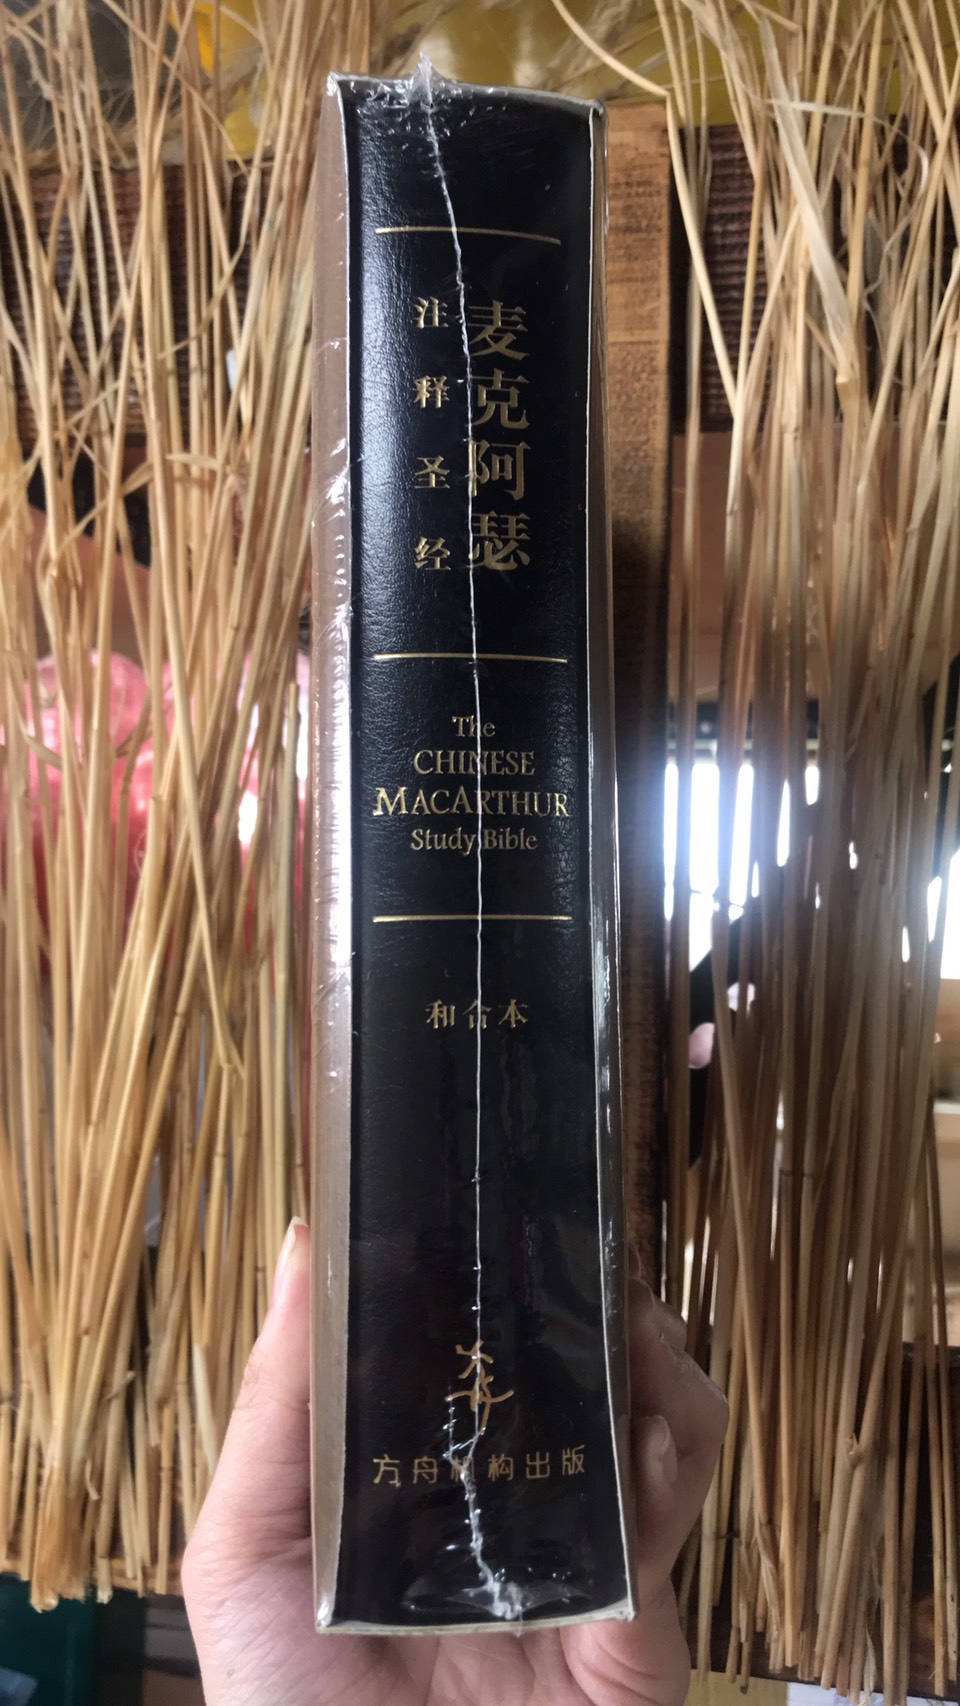 麦克阿瑟
注释圣经
The
CHINESE
MACARTHUR
Study Bible
和合本
方舟机构出版